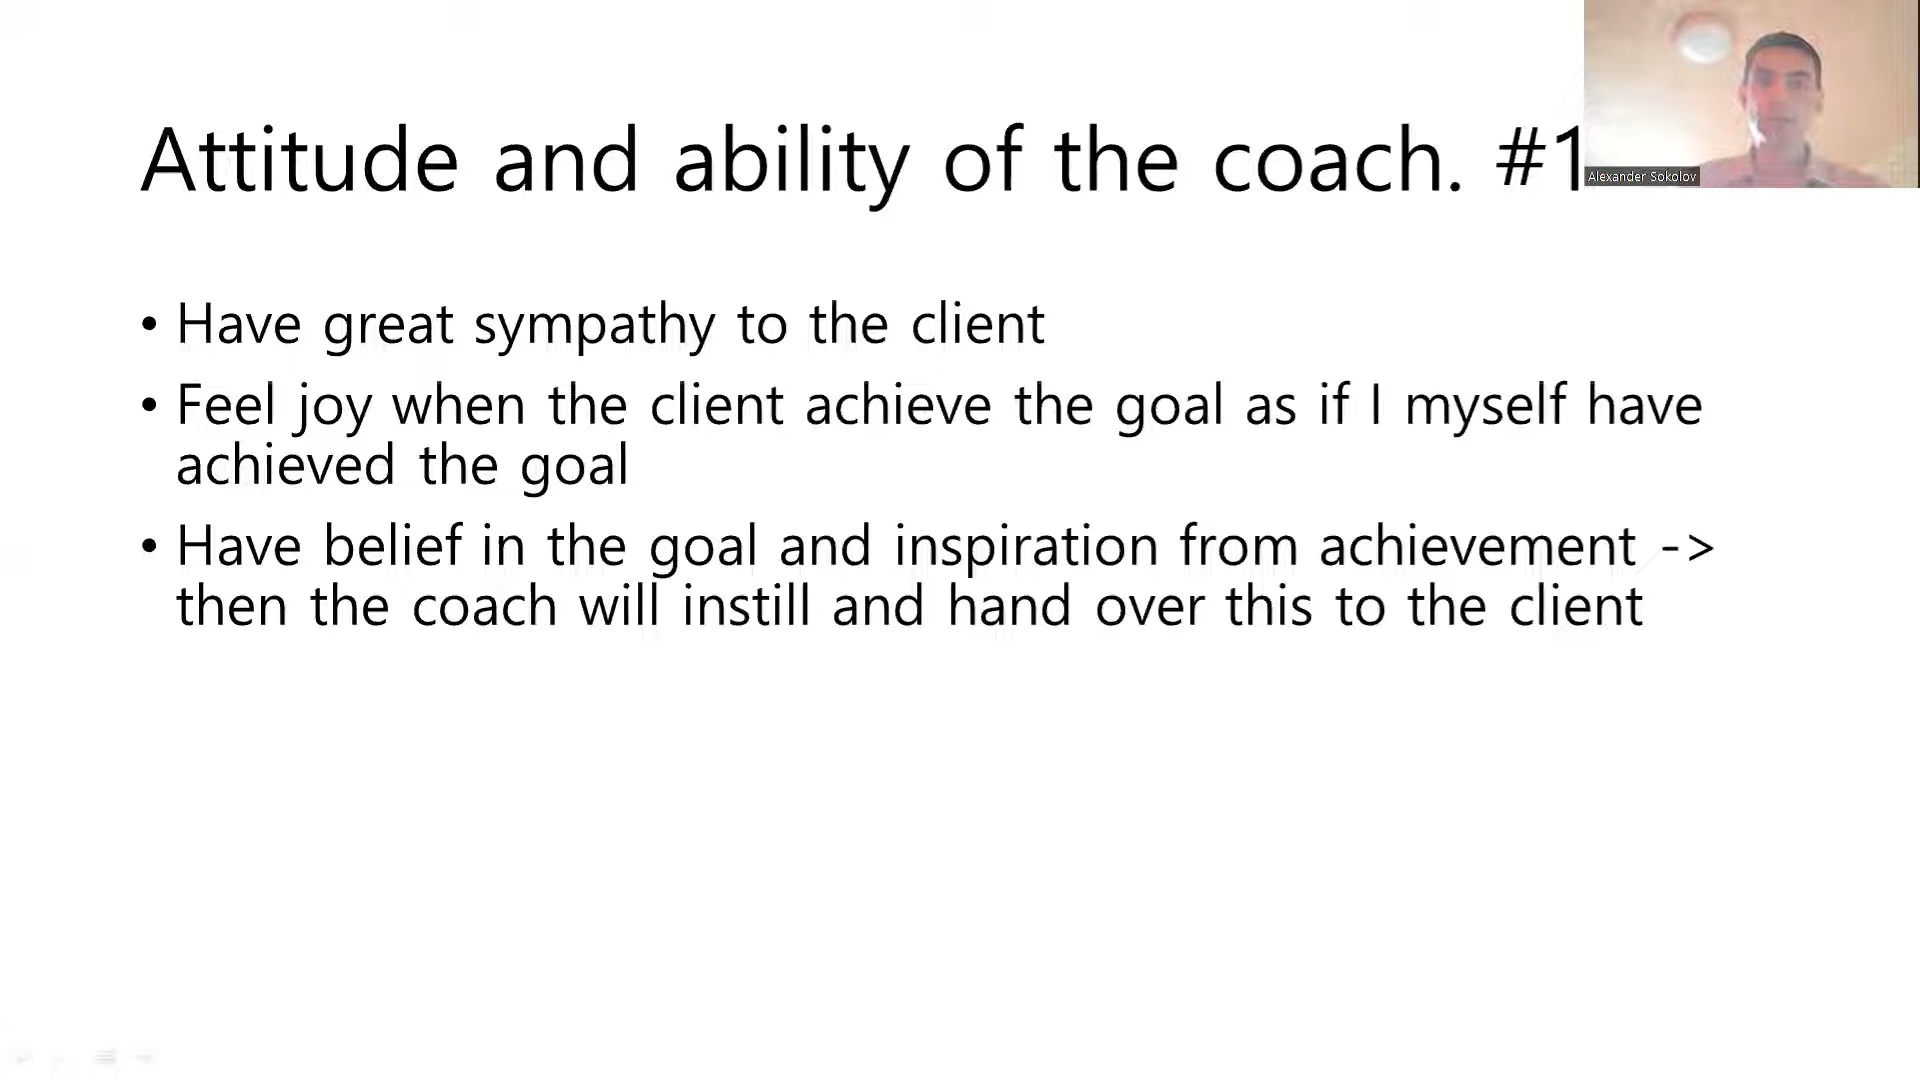 Attitude and ability of the coach. #1
Alexander Sokolov
• Have great sympathy to the client
• Feel joy when the client achieve the goal as if I myself have
achieved the goal
• Have belief in the goal and inspiration from achievement ->
then the coach will instill and hand over this to the client